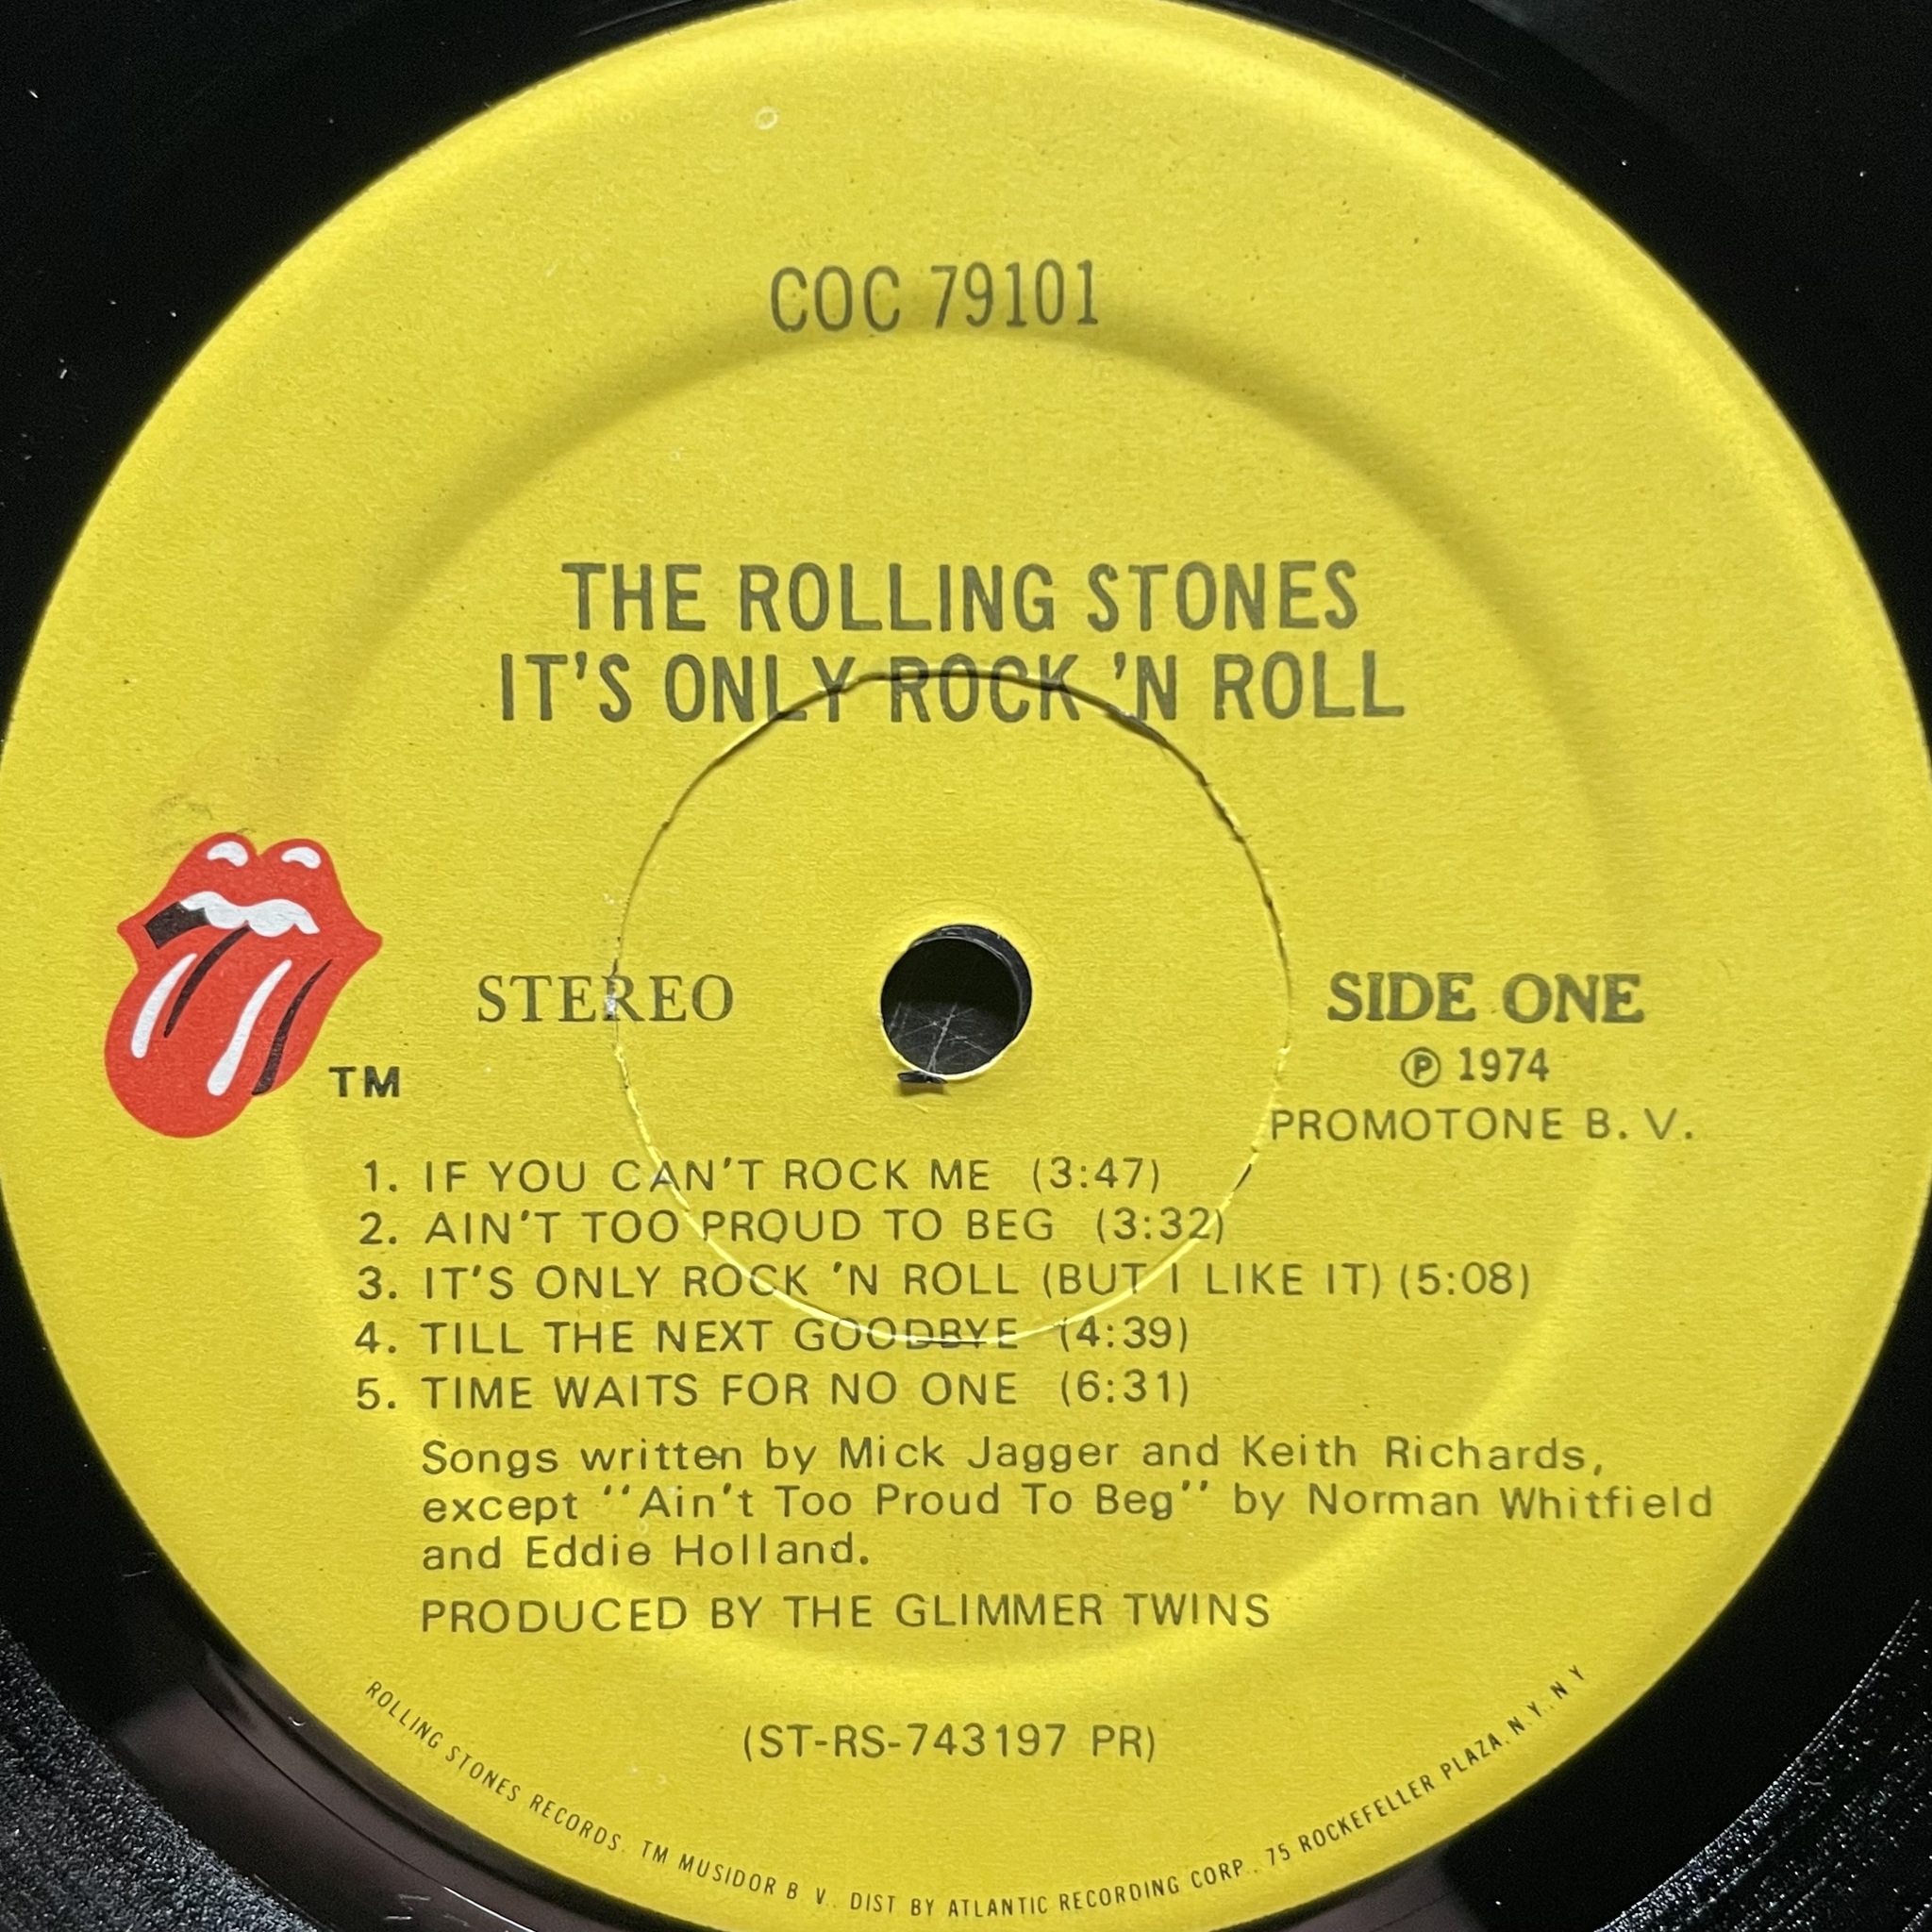 COC 79101
THE ROLLING STONES
IT'S ONLY ROCK 'N ROLL
TM
STEREO
SIDE ONE
℗ 1974
PROMOTONE B. V.
1. IF YOU CAN'T ROCK ME (3:47)
2. AIN'T TOO PROUD TO BEG (3:32)
3. IT'S ONLY ROCK 'N ROLL (BUT I LIKE IT) (5:08)
4. TILL THE NEXT GOODBYE (4:39)
5. TIME WAITS FOR NO ONE (6:31)
Songs written by Mick Jagger and Keith Richards,
except ''Ain't Too Proud To Beg'' by Norman Whitfield
and Eddie Holland.
PRODUCED BY THE GLIMMER TWINS
(ST-RS-743197 PR)
ROLLING STONES RECORDS. TM MUSIDOR B V.. DIST BY ATLANTIC RECORDING CORP., 75 ROCKEFELLER PLAZA, N.Y., N Y